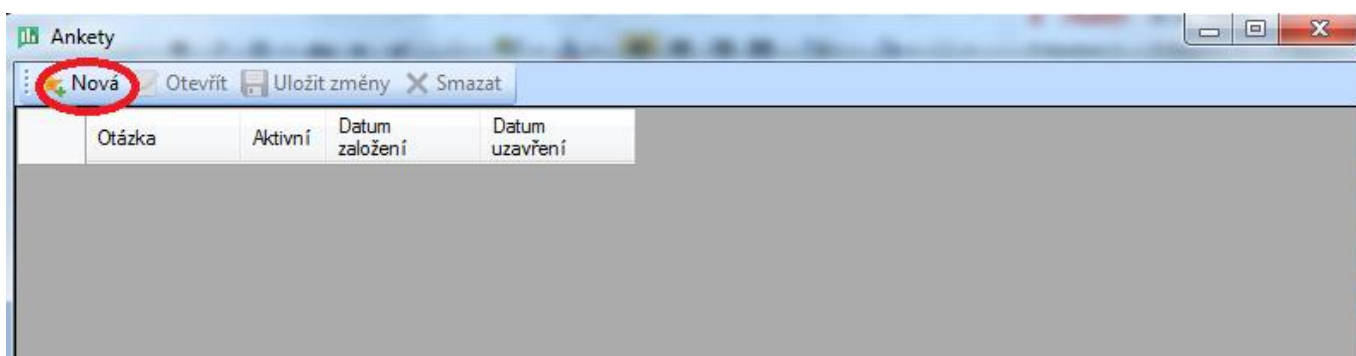 Ankety
Nová Otevřít Uložit změny Smazat
Otázka Aktivní Datum založení Datum uzavření